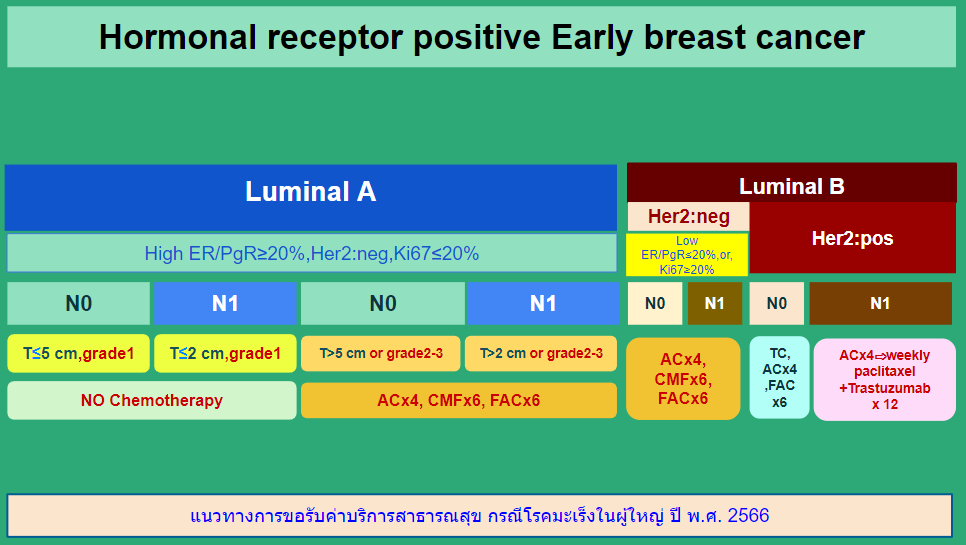 Hormonal receptor positive Early breast cancer
Luminal A
Luminal B
Her2:neg
Her2:pos
High ER/PgR≥20%,Her2:neg,Ki67≤20%
Low
ER/PgR≤20%,or,
Ki67≥20%
N0
N1
N0
N1
N0
N1
N0
N1
T≤5 cm,grade1
T≤2 cm,grade1
T>5 cm or grade2-3
T>2 cm or grade2-3
NO Chemotherapy
ACx4, CMFx6, FACx6
ACx4,
CMFx6,
FACx6
TC,
ACx4
,FAC
x6
ACx4⇨weekly
paclitaxel
+Trastuzumab
x 12
แนวทางการขอรับค่าบริการสาธารณสุข กรณีโรคมะเร็งในผู้ใหญ่ ปี พ.ศ. 2566